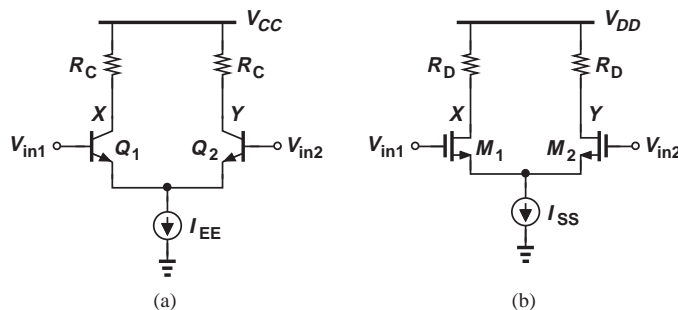 V_CC
R_C R_C
X Y
V_in1 Q_1 Q_2 V_in2
I_EE
(a)
V_DD
R_D R_D
X Y
V_in1 M_1 M_2 V_in2
I_SS
(b)